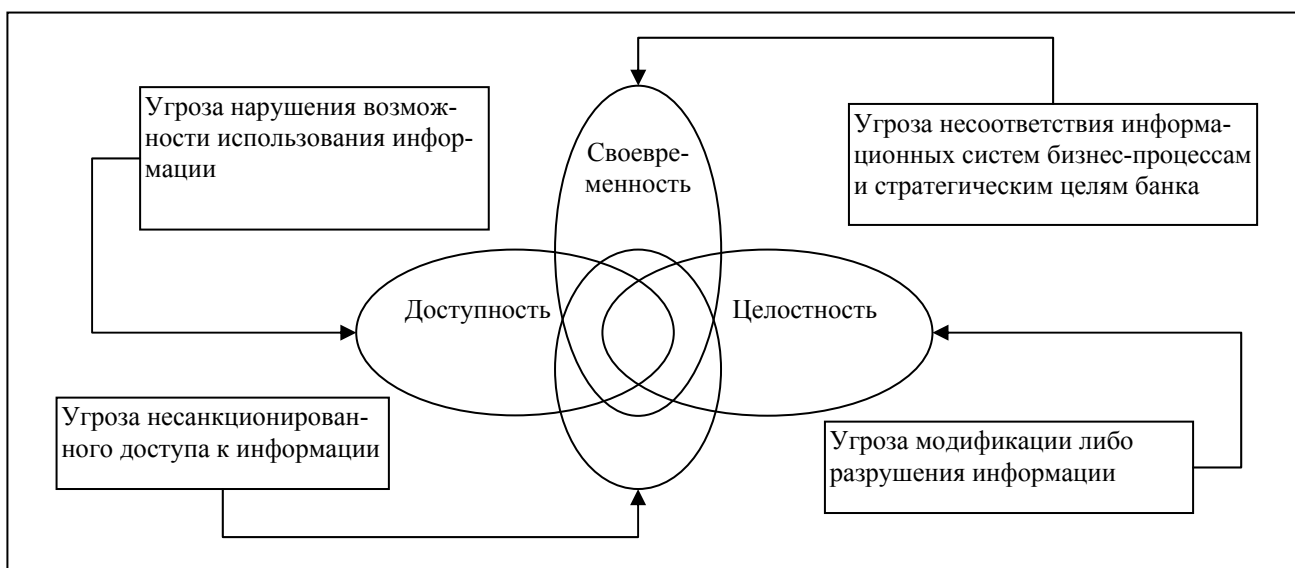 Угроза нарушения возмож-
ности использования инфор-
мации
Угроза несоответствия информа-
ционных систем бизнес-процессам
и стратегическим целям банка
Своевре-
менность
Доступность
Целостность
Угроза несанкционирован-
ного доступа к информации
Угроза модификации либо
разрушения информации